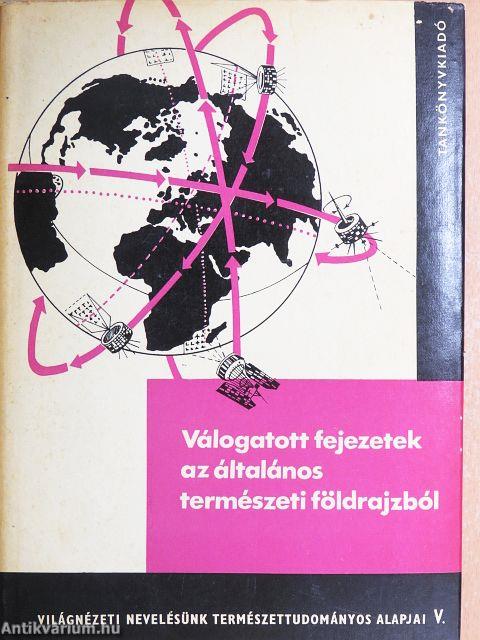 TANKÖNYVKIADÓ
Válogatott fejezetek
az általános
természeti földrajzból
VILÁGNÉZETI NEVELÉSÜNK TERMÉSZETTUDOMÁNYOS ALAPJAI V.
Antikvarium.hu